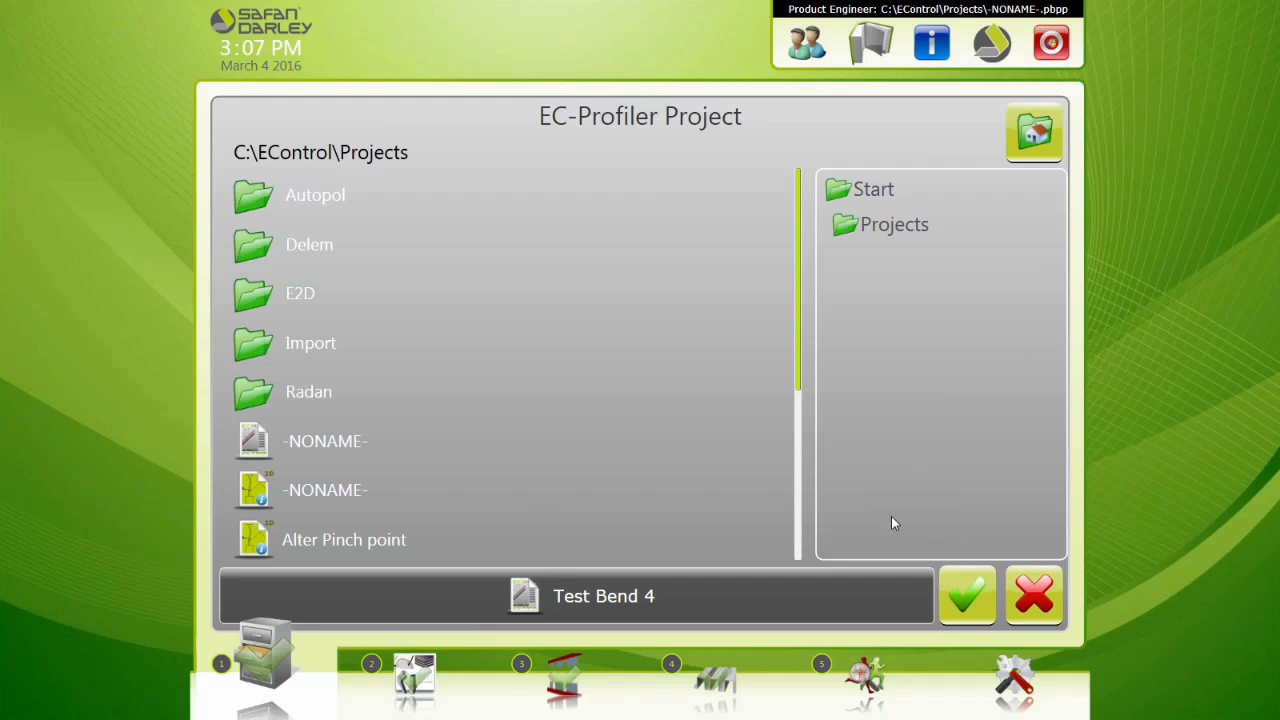 SAFAN
DARLEY
3:07 PM
March 4 2016
Product Engineer: C:\EControl\Projects\-NONAME-.pbpp
EC-Profiler Project
C:\EControl\Projects
Autopol
Delem
E2D
Import
Radan
-NONAME-
2D
-NONAME-
2D
Alter Pinch point
Start
Projects
Test Bend 4
1
2
3
4
5